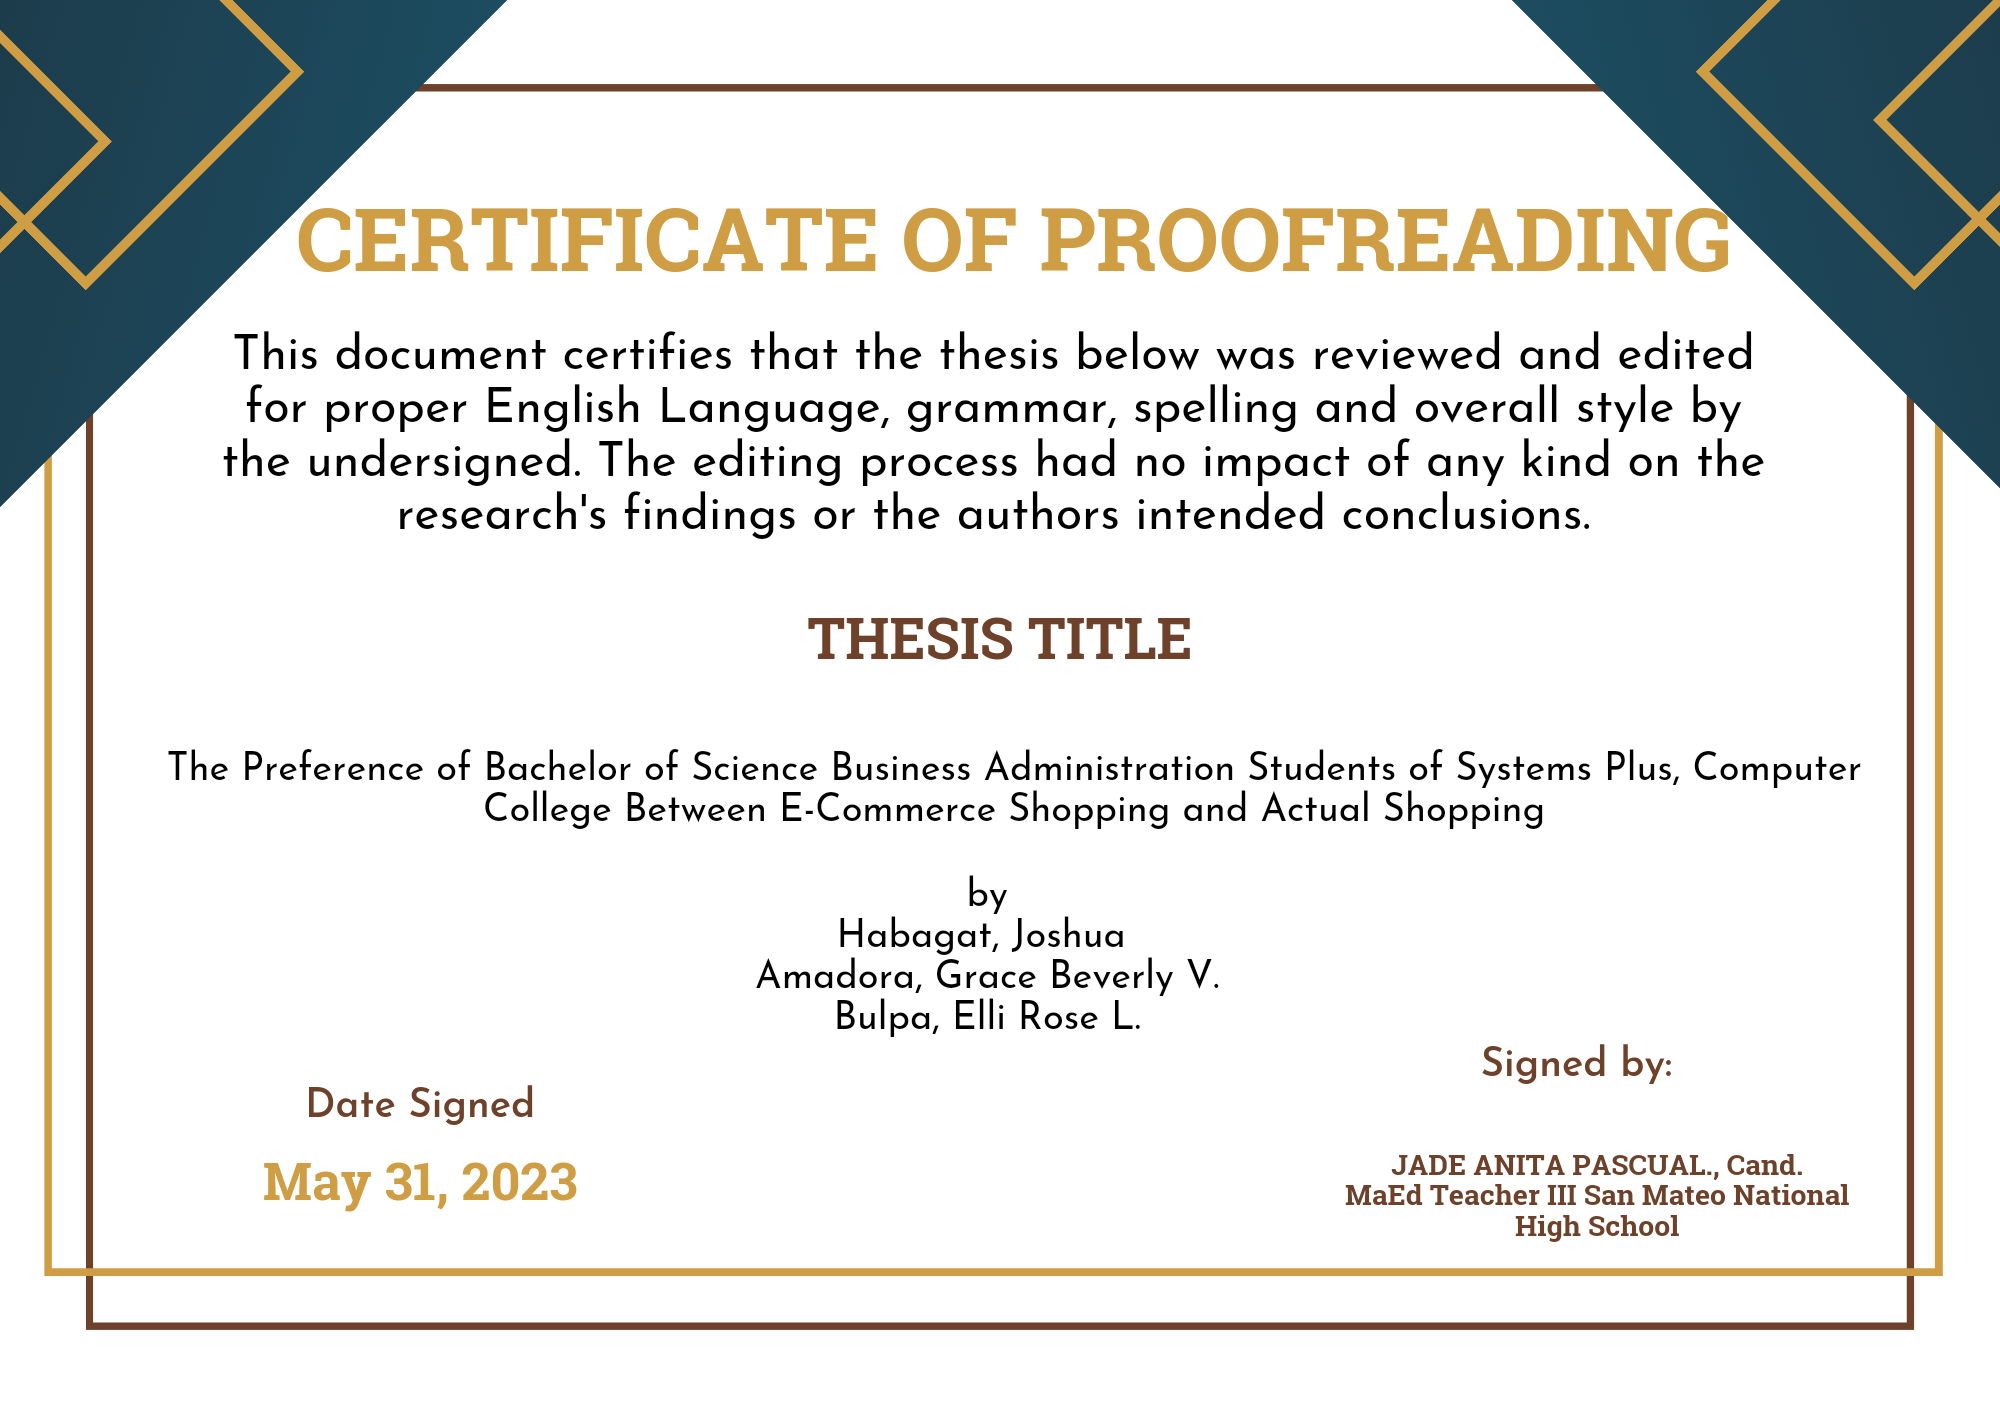 CERTIFICATE OF PROOFREADING
This document certifies that the thesis below was reviewed and edited
for proper English Language, grammar, spelling and overall style by
the undersigned. The editing process had no impact of any kind on the
research's findings or the authors intended conclusions.
THESIS TITLE
The Preference of Bachelor of Science Business Administration Students of Systems Plus, Computer
College Between E-Commerce Shopping and Actual Shopping
by
Habagat, Joshua
Amadora, Grace Beverly V.
Bulpa, Elli Rose L.
Date Signed
May 31, 2023
Signed by:
JADE ANITA PASCUAL., Cand.
MaEd Teacher III San Mateo National
High School